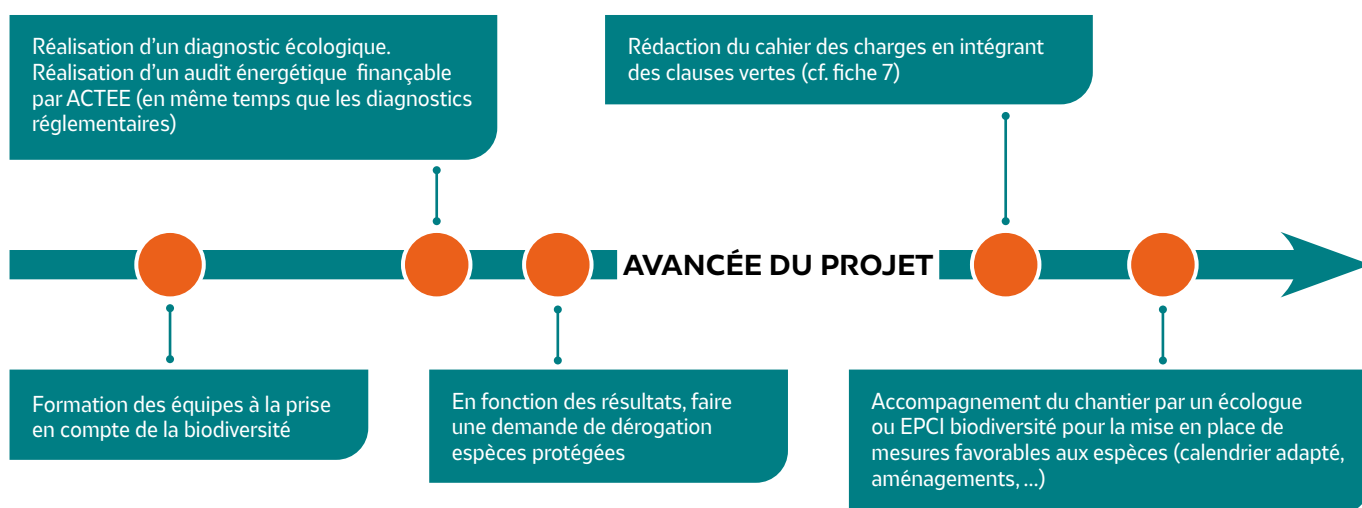 Réalisation d'un diagnostic écologique.
Réalisation d'un audit énergétique finançable
par ACTEE (en même temps que les diagnostics
réglementaires)
Rédaction du cahier des charges en intégrant
des clauses vertes (cf. fiche 7)
AVANCÉE DU PROJET
Formation des équipes à la prise
en compte de la biodiversité
En fonction des résultats, faire
une demande de dérogation
espèces protégées
Accompagnement du chantier par un écologue
ou EPCI biodiversité pour la mise en place de
mesures favorables aux espèces (calendrier adapté,
aménagements, ...)